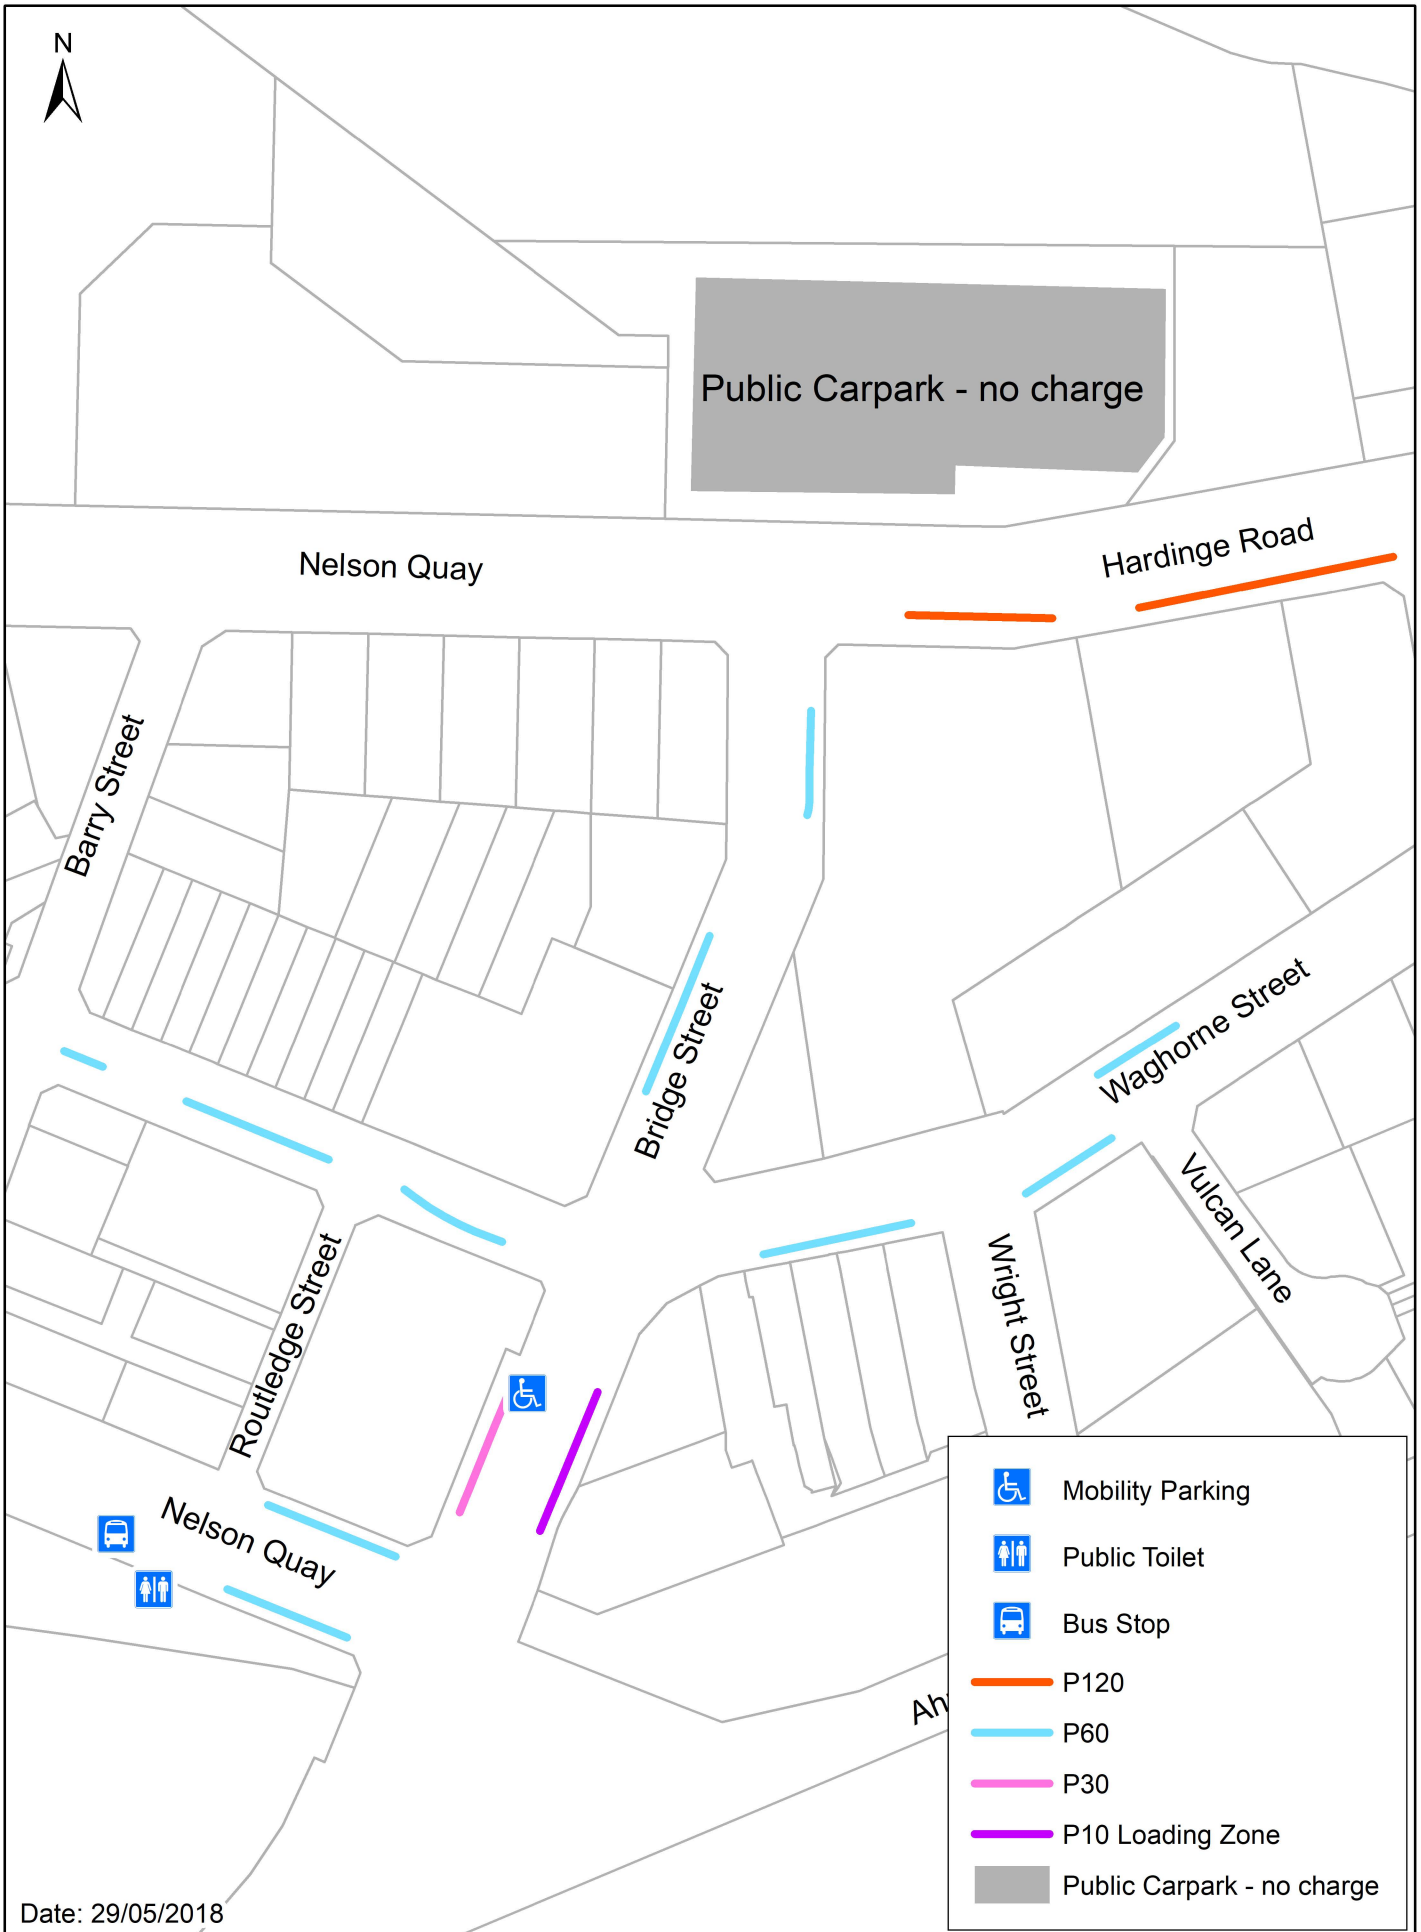 N
Public Carpark - no charge
Nelson Quay
Hardinge Road
Barry Street
Bridge Street
Waghorne Street
Vulcan Lane
Wright Street
Routledge Street
Nelson Quay
Ah
Mobility Parking
Public Toilet
Bus Stop
P120
P60
P30
P10 Loading Zone
Public Carpark - no charge
Date: 29/05/2018